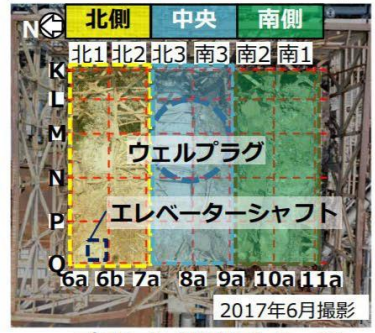 N 北側 中央 南側
北1 北2 北3 南3 南2 南1
K
L
M
ウェルプラグ
N
エレベーターシャフト
P
Q
6a 6b 7a 8a 9a 10a 11a
2017年6月撮影